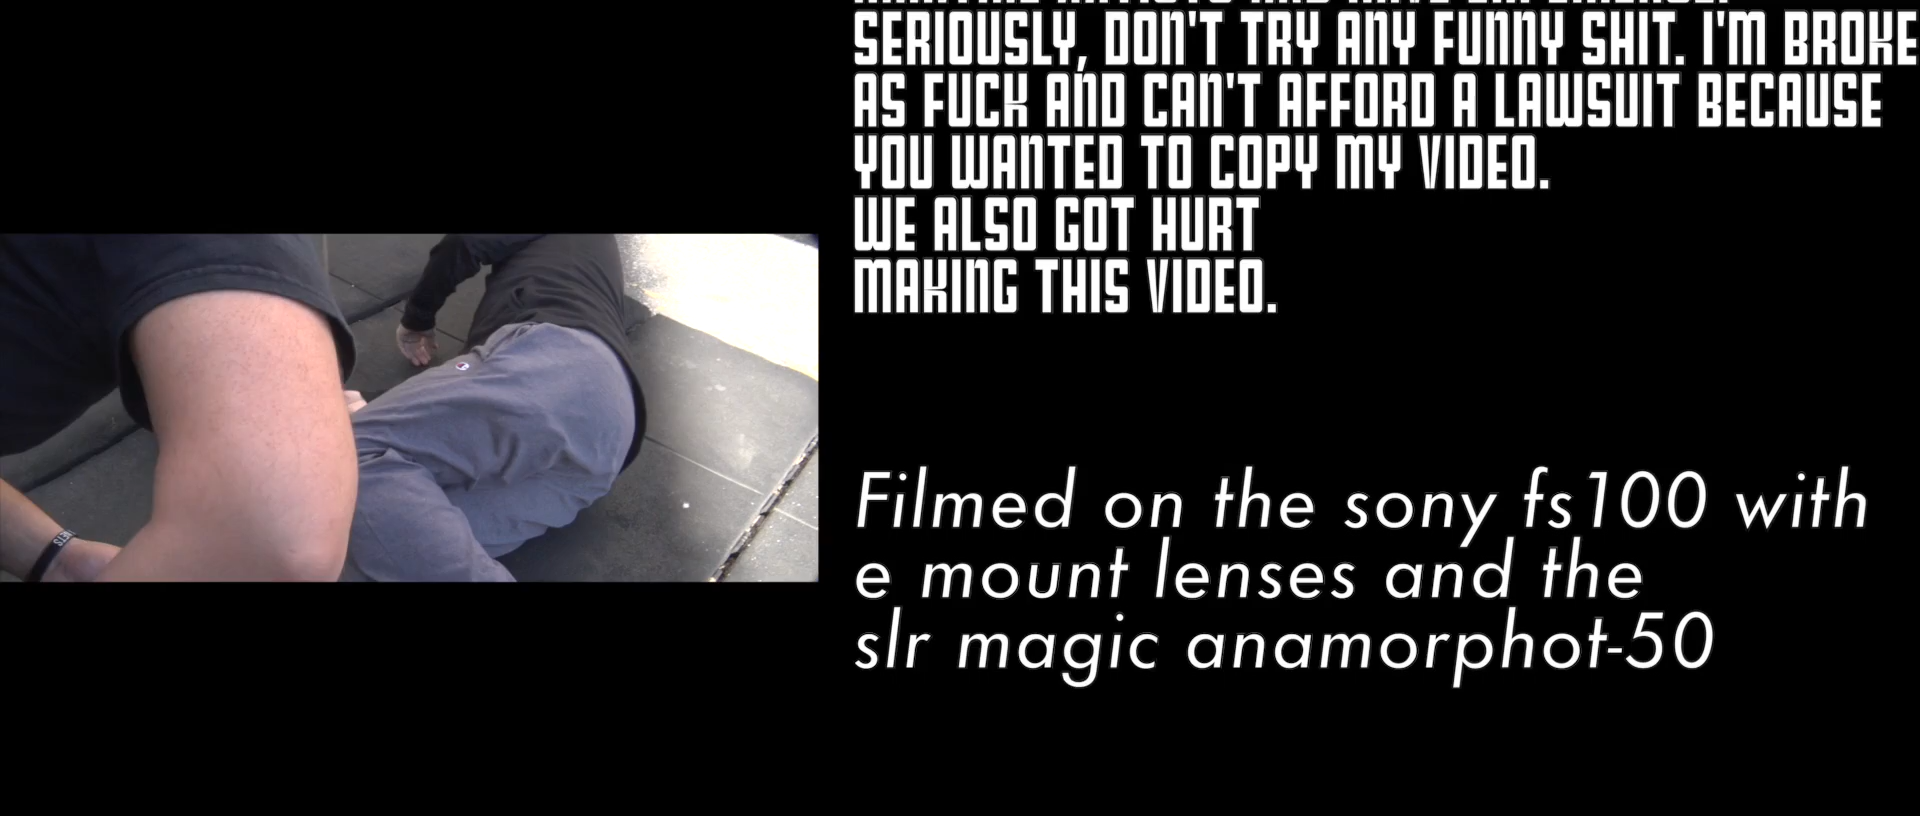 SERIOUSLY, DON'T TRY ANY FUNNY SHIT. I'M BROKE
AS FUCK AND CAN'T AFFORD A LAWSUIT BECAUSE
YOU WANTED TO COPY MY VIDEO.
WE ALSO GOT HURT
MAKING THIS VIDEO.
Filmed on the sony fs100 with
e mount lenses and the
slr magic anamorphot-50